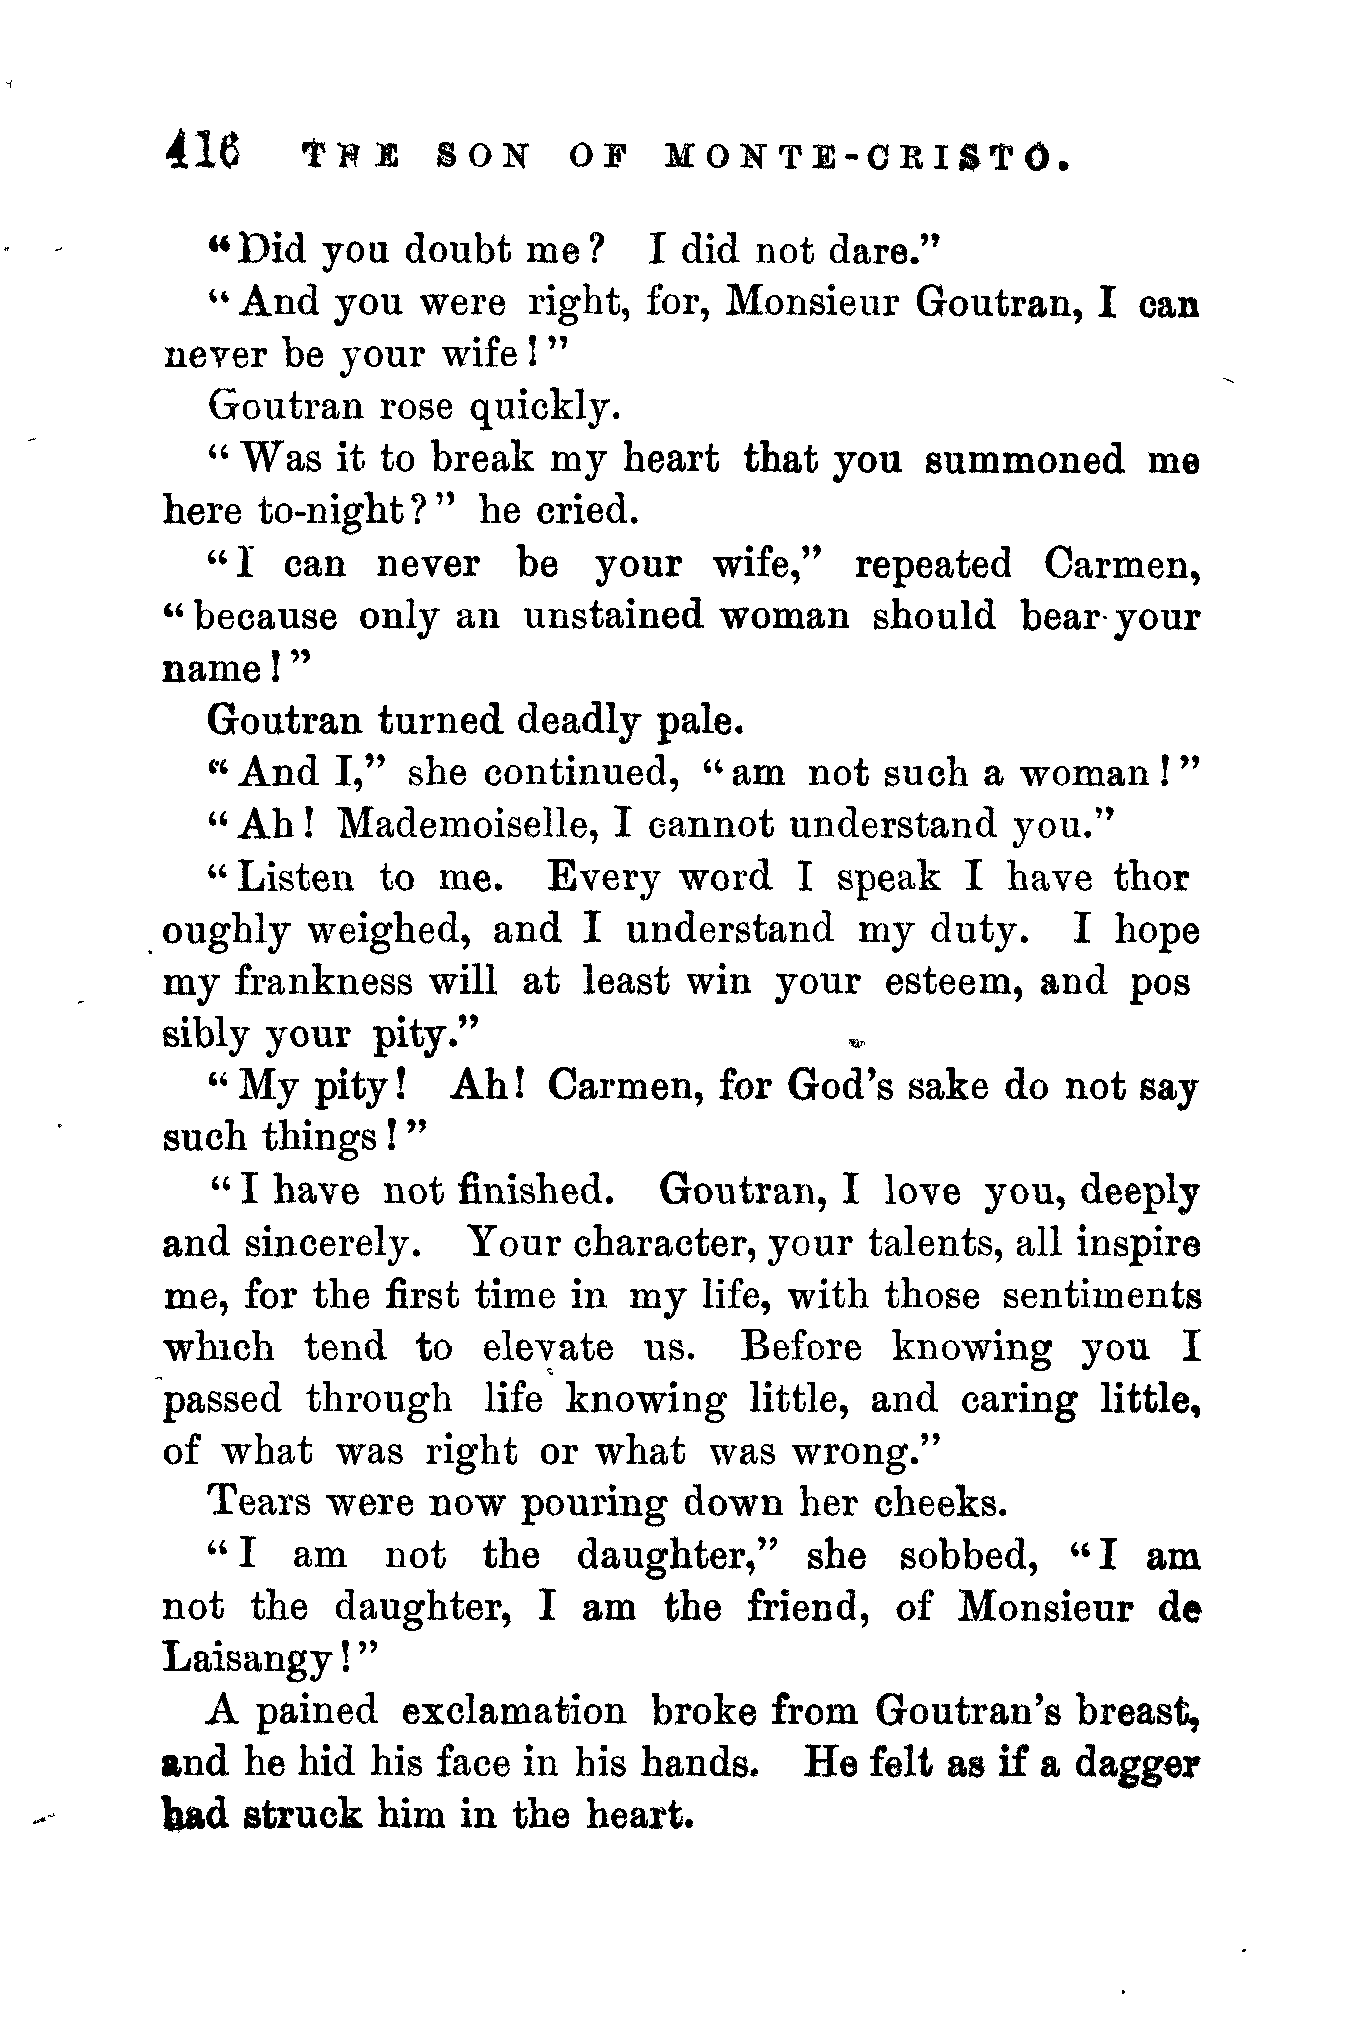 416 THE SON OF MONTE-CRISTO.
"Did you doubt me? I did not dare."
"And you were right, for, Monsieur Goutran, I can
never be your wife!"
Goutran rose quickly.
"Was it to break my heart that you summoned me
here to-night?" he cried.
"I can never be your wife," repeated Carmen,
"because only an unstained woman should bear your
name!"
Goutran turned deadly pale.
"And I," she continued, "am not such a woman!"
"Ah! Mademoiselle, I cannot understand you."
"Listen to me. Every word I speak I have thor
oughly weighed, and I understand my duty. I hope
my frankness will at least win your esteem, and pos
sibly your pity."
"My pity! Ah! Carmen, for God's sake do not say
such things!"
"I have not finished. Goutran, I love you, deeply
and sincerely. Your character, your talents, all inspire
me, for the first time in my life, with those sentiments
which tend to elevate us. Before knowing you I
passed through life knowing little, and caring little,
of what was right or what was wrong."
Tears were now pouring down her cheeks.
"I am not the daughter," she sobbed, "I am
not the daughter, I am the friend, of Monsieur de
Laisangy!"
A pained exclamation broke from Goutran's breast,
and he hid his face in his hands. He felt as if a dagger
had struck him in the heart.